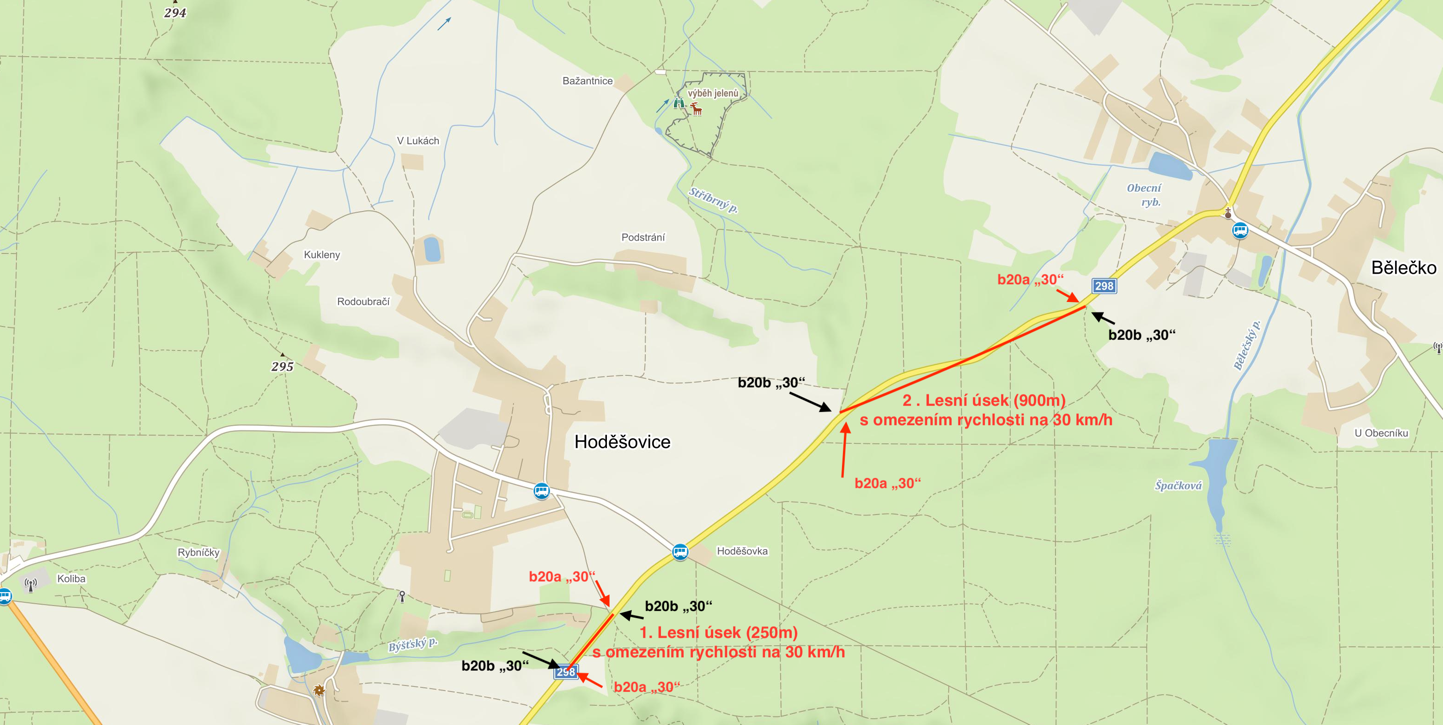 294
Bažantnice
výběh jelenů
V Lukách
Stříbrný p.
Obecní
ryb.
Kukleny
Podstrání
Bělečko
b20a „30“
298
Rodoubračí
b20b „30“
Bělečský p.
295
b20b „30“
2 . Lesní úsek (900m)
s omezením rychlosti na 30 km/h
U Obecníku
Hoděšovice
b20a „30“
Špačková
Rybníčky
Hoděšovka
Koliba
b20a „30“
b20b „30“
1. Lesní úsek (250m)
s omezením rychlosti na 30 km/h
Býšťský p.
b20b „30“
298
b20a „30“